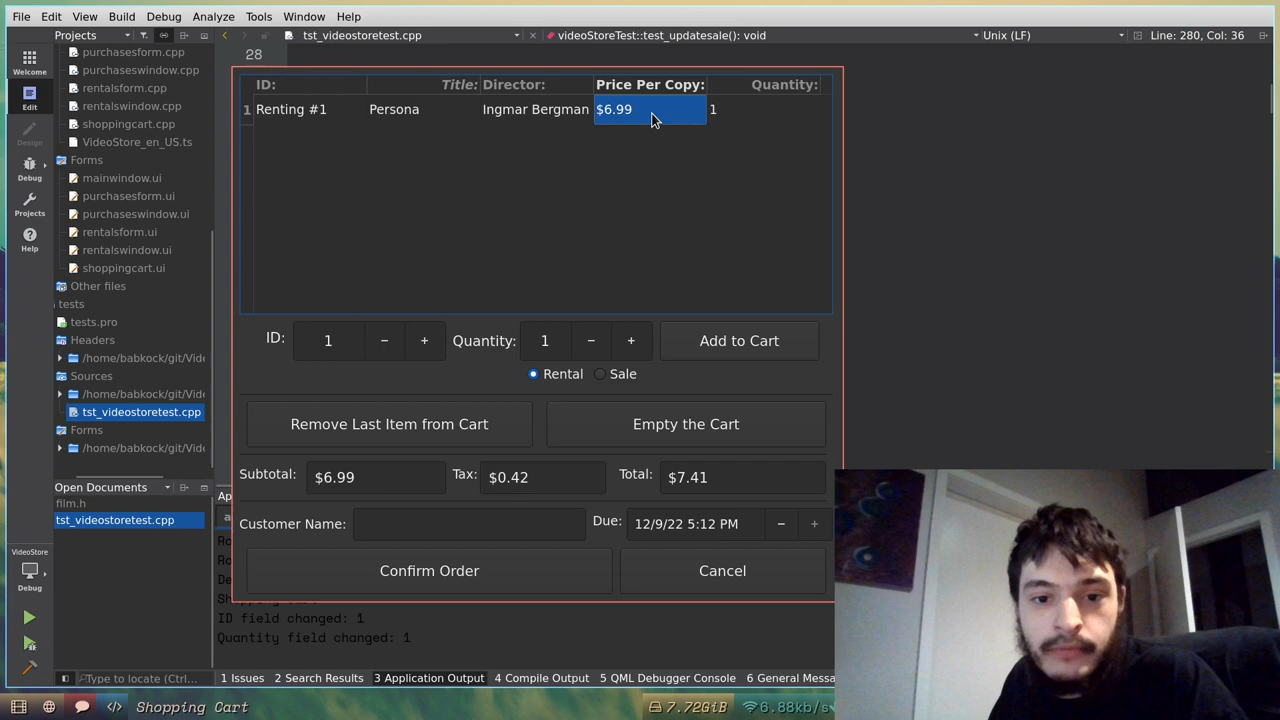 File Edit View Build Debug Analyze Tools Window Help
Projects
tst_videostoretest.cpp
videoStoreTest::test_updatesale(): void
Unix (LF)
Line: 280, Col: 36
28
Welcome
Edit
Design
Debug
Projects
Help
purchasesform.cpp
purchaseswindow.cpp
rentalsform.cpp
rentalswindow.cpp
shoppingcart.cpp
VideoStore_en_US.ts
Forms
mainwindow.ui
purchasesform.ui
purchaseswindow.ui
rentalsform.ui
rentalswindow.ui
shoppingcart.ui
Other files
tests
tests.pro
Headers
/home/babkock/git/Vide
Sources
/home/babkock/git/Vide
tst_videostoretest.cpp
Forms
/home/babkock/git/Vide
Open Documents
film.h
tst_videostoretest.cpp
VideoStore
Debug
ID: Title: Director: Price Per Copy: Quantity:
1 Renting #1 Persona Ingmar Bergman $6.99 1
ID: 1 − + Quantity: 1 − + Add to Cart
Rental Sale
Remove Last Item from Cart Empty the Cart
Subtotal: $6.99 Tax: $0.42 Total: $7.41
Customer Name: Due: 12/9/22 5:12 PM − +
Confirm Order Cancel
Ap
ID field changed: 1
Quantity field changed: 1
Type to locate (Ctrl...
1 Issues 2 Search Results 3 Application Output 4 Compile Output 5 QML Debugger Console 6 General Messa
Shopping Cart
7.72GiB
6.88kb/s